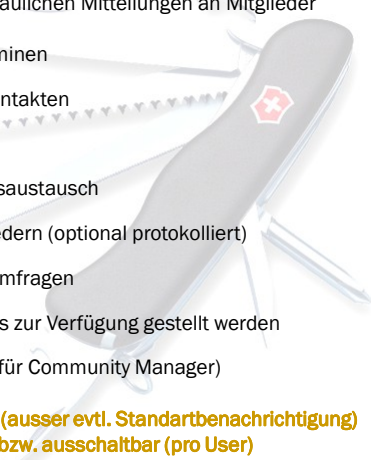 aulichen Mitteilungen an Mitglieder
minen
ntakten
saustausch
edern (optional protokolliert)
mfragen
s zur Verfügung gestellt werden
für Community Manager)
(ausser evtl. Standartbenachrichtigung)
bzw. ausschaltbar (pro User)